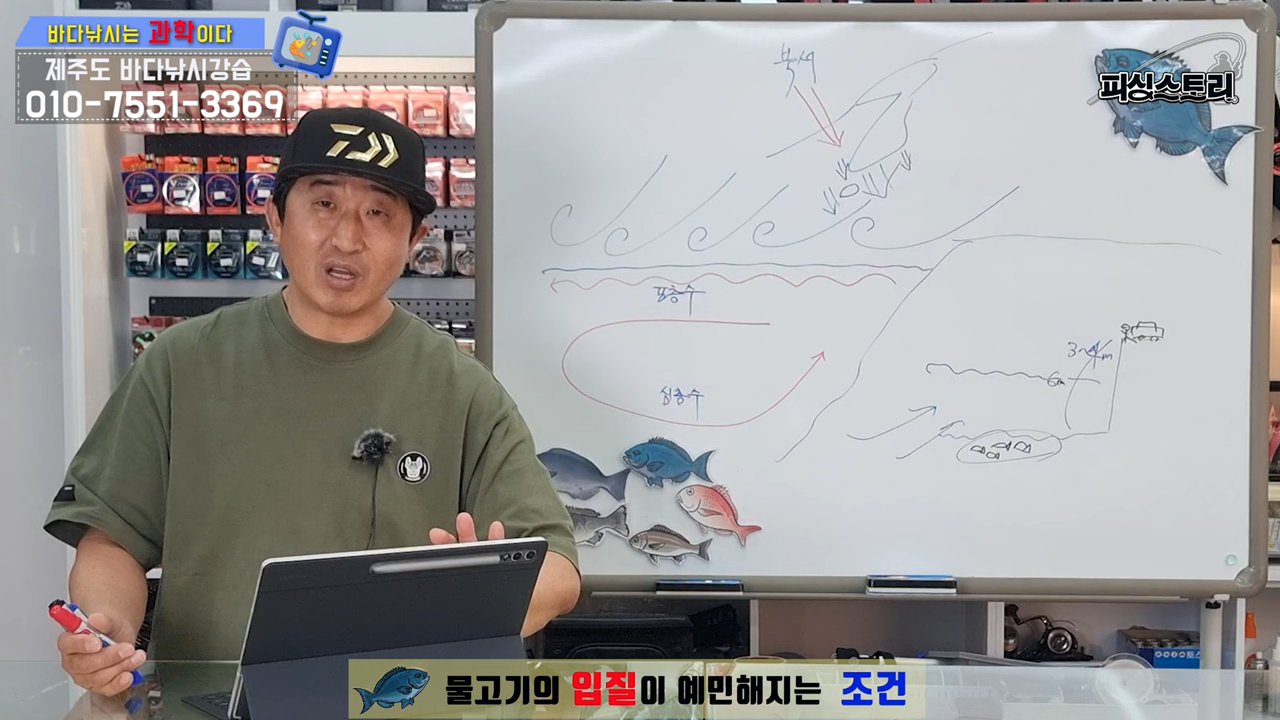 바다낚시는 과학이다
제주도 바다낚시강습
010-7551-3369
피싱스토리
북서
표층수
심층수
6m
물고기의 입질이 예민해지는 조건